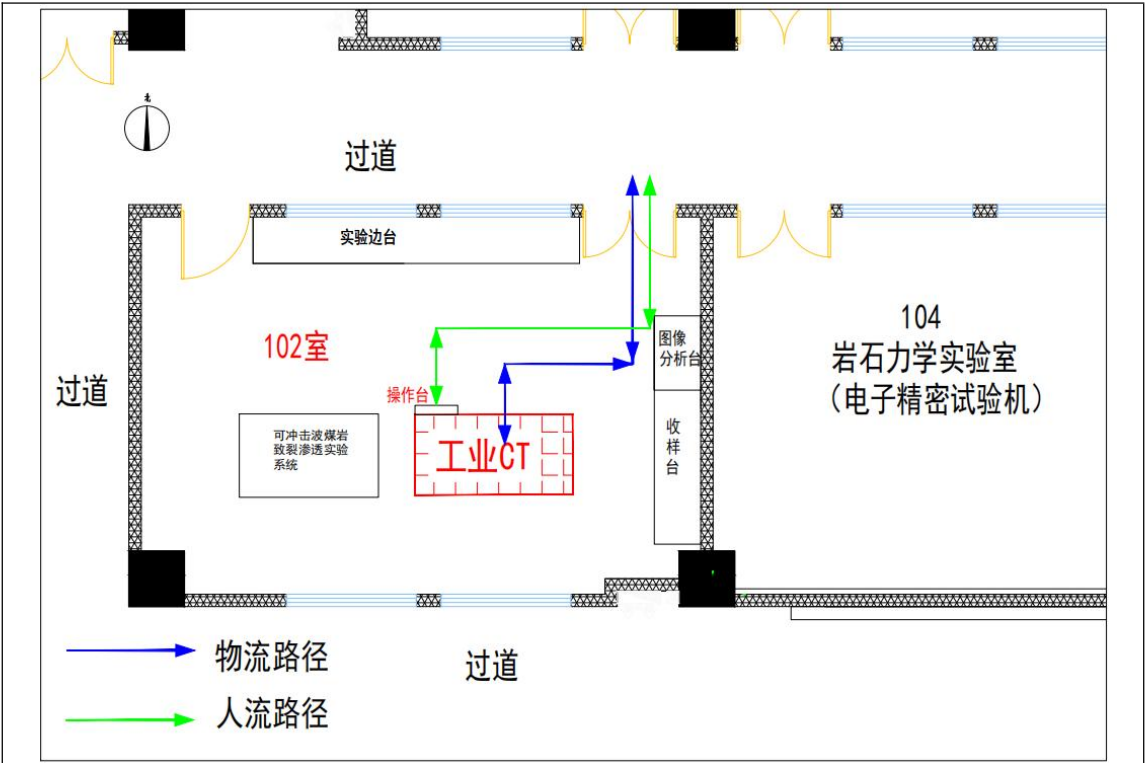 北
过道
实验边台
102室
104
岩石力学实验室
（电子精密试验机）
图像
分析台
过道
操作台
工业CT
可冲击波煤岩
致裂渗透实验
系统
收
样
台
物流路径
过道
人流路径